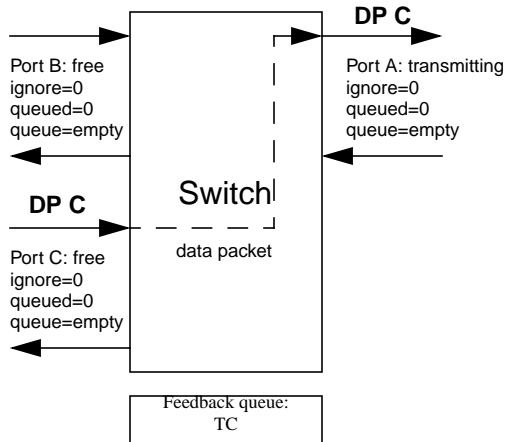 DP C
Port B: free
ignore=0
queued=0
queue=empty
Port A: transmitting
ignore=0
queued=0
queue=empty
Switch
DP C
data packet
Port C: free
ignore=0
queued=0
queue=empty
Feedback queue:
TC